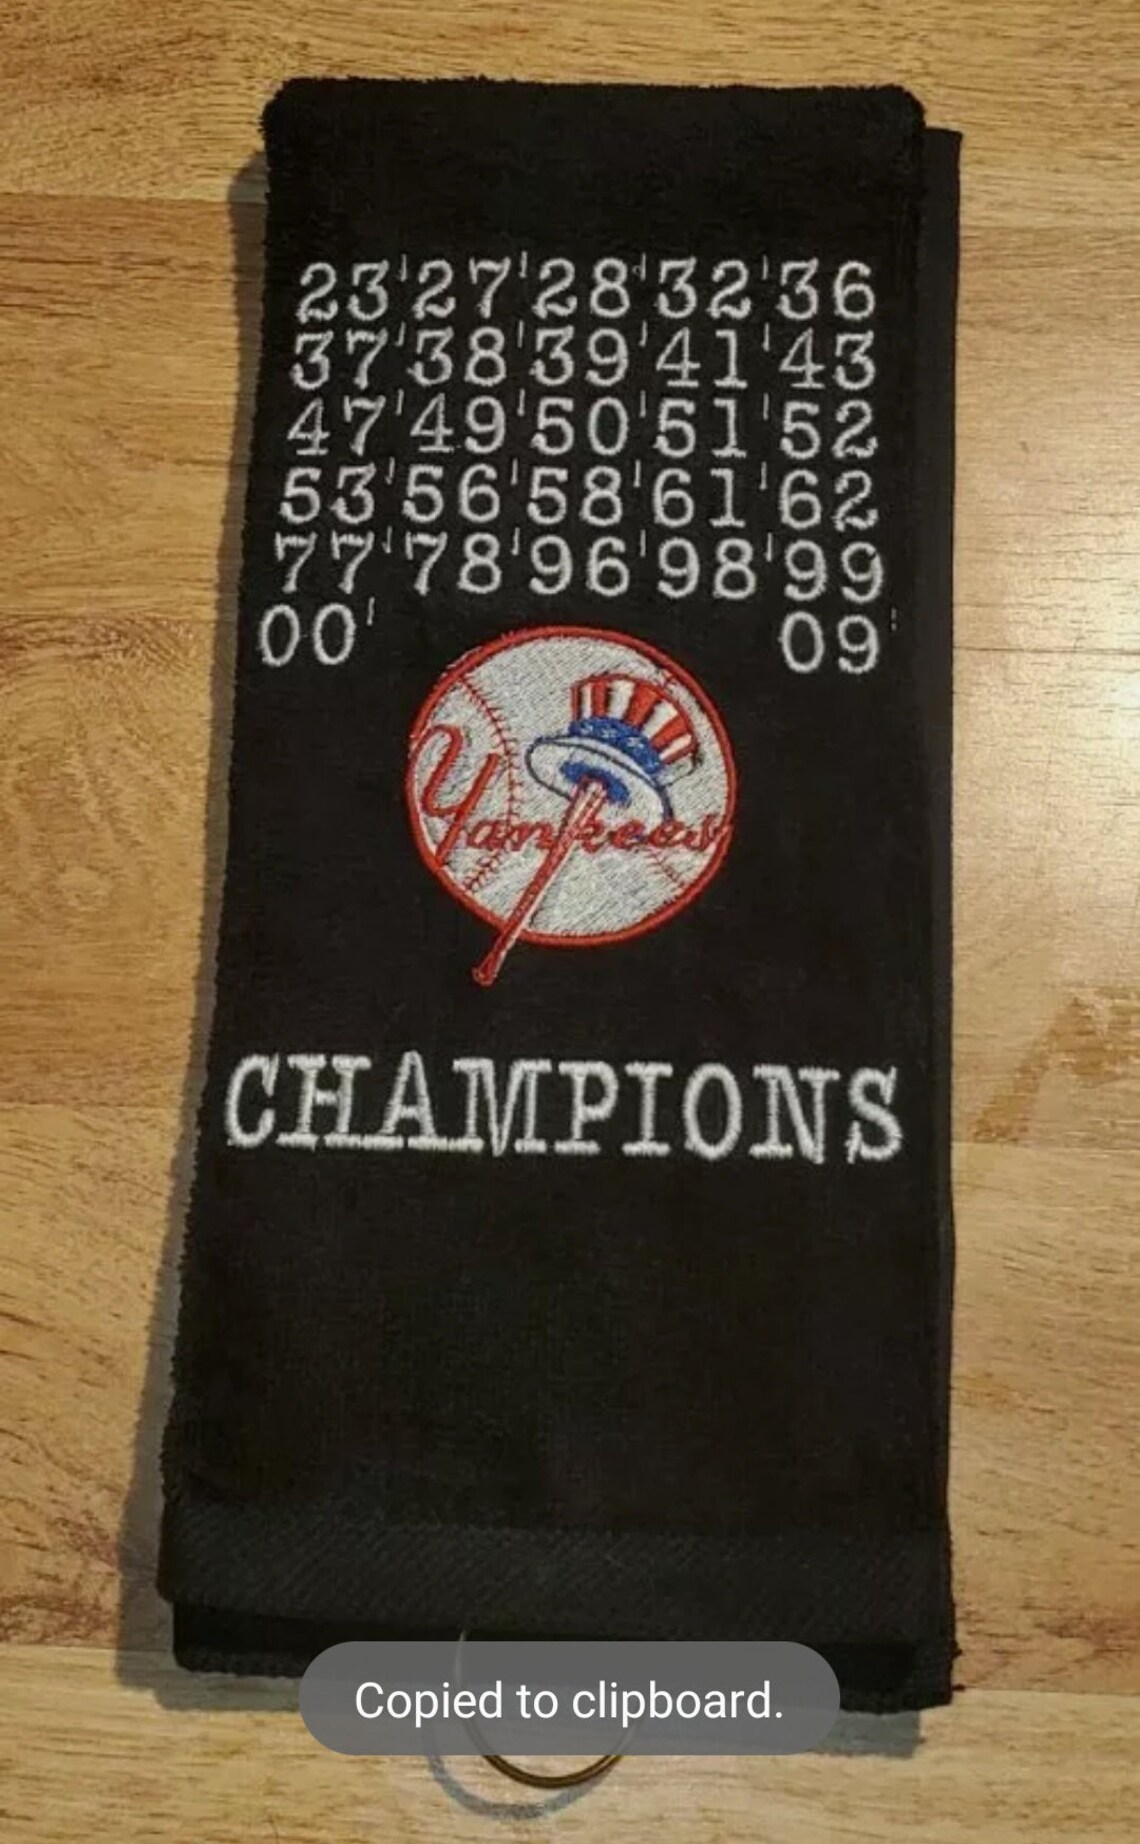 23'27'28'32'36
37'38'39'41'43
47'49'50'51'52
53'56'58'61'62
77'78'96'98'99
00' 09'
Yankees
CHAMPIONS
Copied to clipboard.